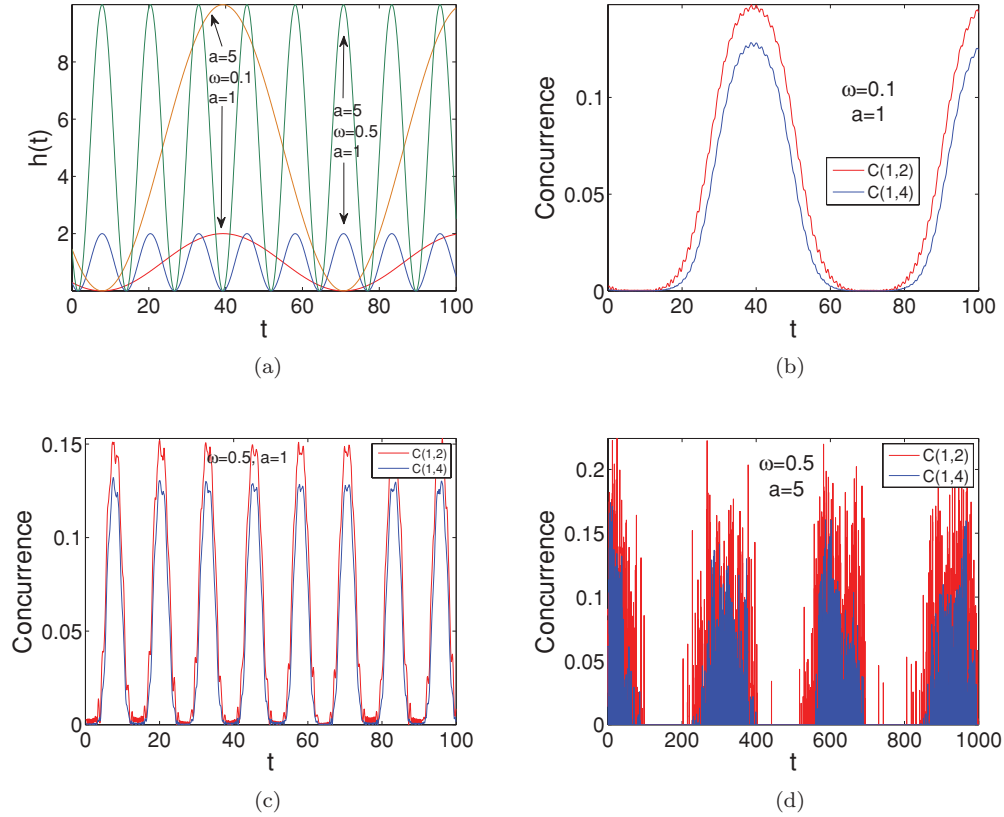 8
6
4
2
0
20
40
60
80
100
h(t)
t
a=5
ω=0.1
a=1
a=5
ω=0.5
a=1
(a)
0.1
0.05
0
0
20
40
60
80
100
Concurrence
t
ω=0.1
a=1
C(1,2)
C(1,4)
(b)
0.15
0.1
0.05
0
0
20
40
60
80
100
Concurrence
t
ω=0.5, a=1
C(1,2)
C(1,4)
(c)
0.2
0.15
0.1
0.05
0
0
200
400
600
800
1000
Concurrence
t
ω=0.5
a=5
C(1,2)
C(1,4)
(d)